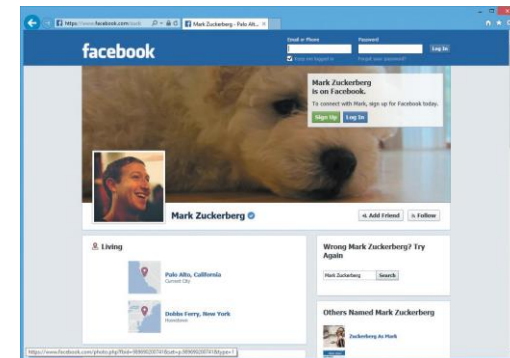 Mark Zuckerberg - Palo Alt...
facebook
Email or Phone
Password
Log In
Keep me logged in
Forgot your password?
Mark Zuckerberg
is on Facebook.
To connect with Mark, sign up for Facebook today.
Sign Up
Log In
Mark Zuckerberg
Add Friend
Follow
Living
Palo Alto, California
Current City
Dobbs Ferry, New York
Hometown
Wrong Mark Zuckerberg? Try
Again
Mark Zuckerberg
Search
Others Named Mark Zuckerberg
Zuckerberg As Mark